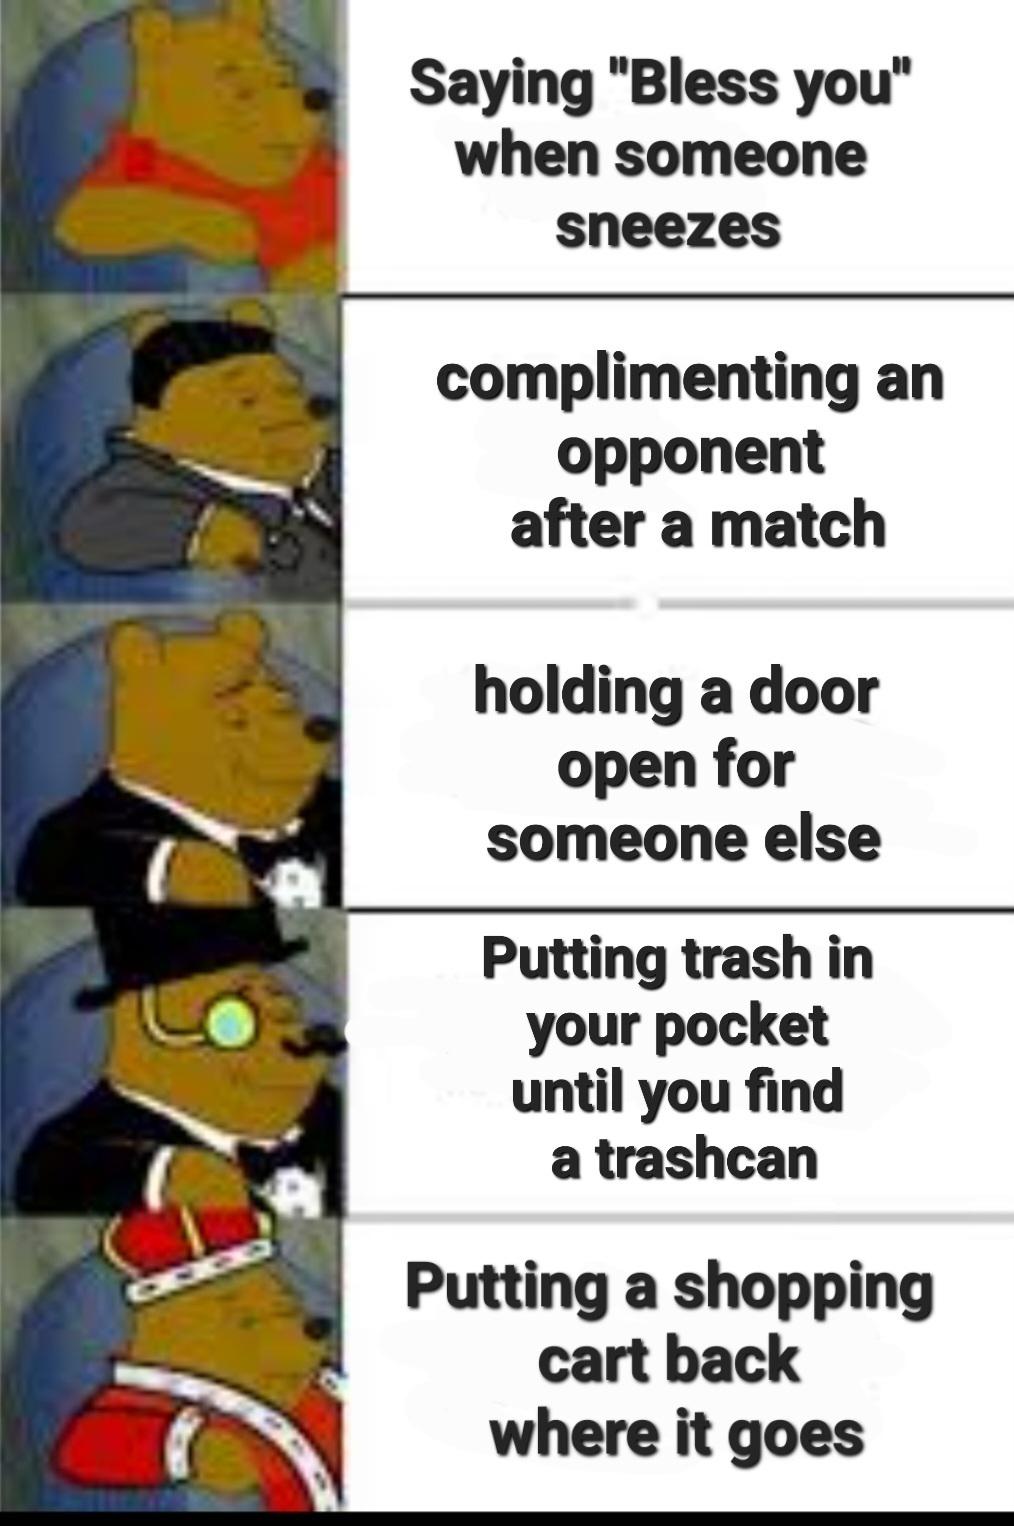 Saying "Bless you"
when someone
sneezes
complimenting an
opponent
after a match
holding a door
open for
someone else
Putting trash in
your pocket
until you find
a trashcan
Putting a shopping
cart back
where it goes